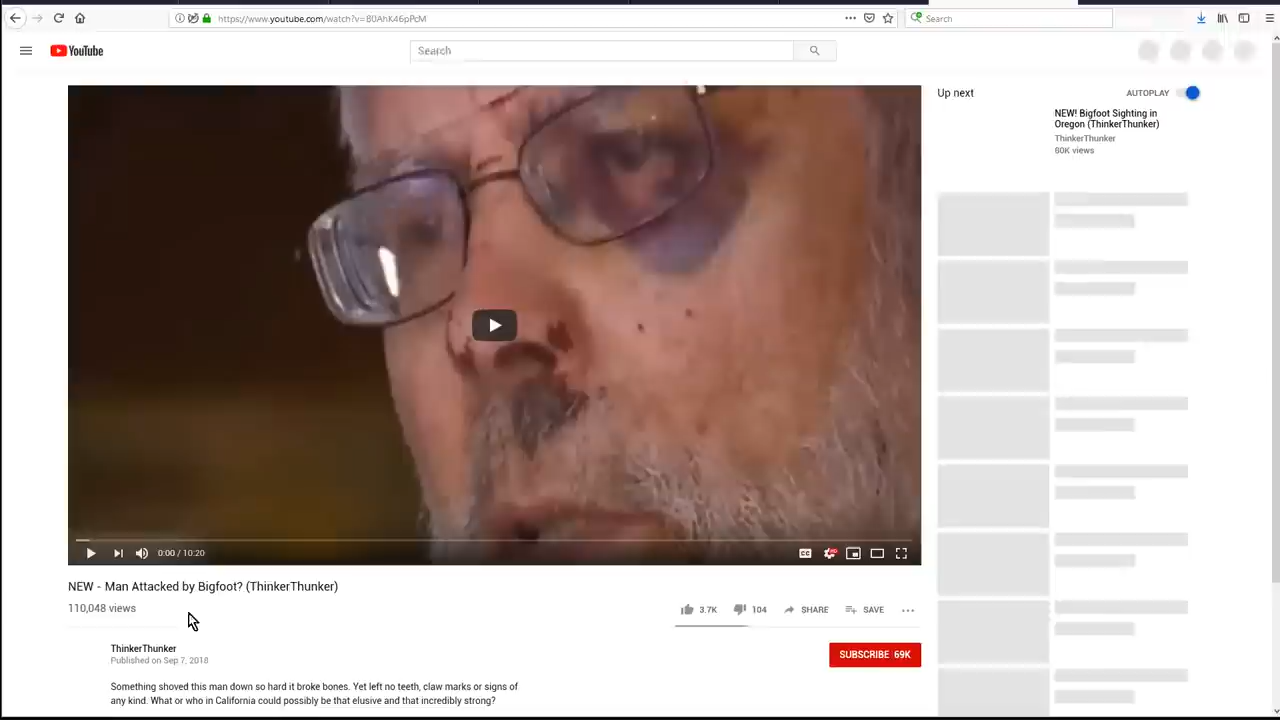 https://www.youtube.com/watch?v=80AhK46pPcM
Search
YouTube
Search
Up next
AUTOPLAY
NEW! Bigfoot Sighting in
Oregon (ThinkerThunker)
ThinkerThunker
80K views
0:00 / 10:20
CC
NEW - Man Attacked by Bigfoot? (ThinkerThunker)
110,048 views
3.7K
104
SHARE
SAVE
ThinkerThunker
Published on Sep 7, 2018
SUBSCRIBE 69K
Something shoved this man down so hard it broke bones. Yet left no teeth, claw marks or signs of
any kind. What or who in California could possibly be that elusive and that incredibly strong?